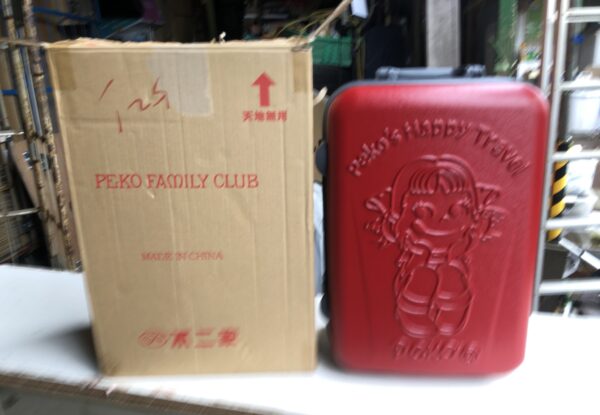 天地無用
PEKO FAMILY CLUB
MADE IN CHINA
不二家
Peko's Happy Travel